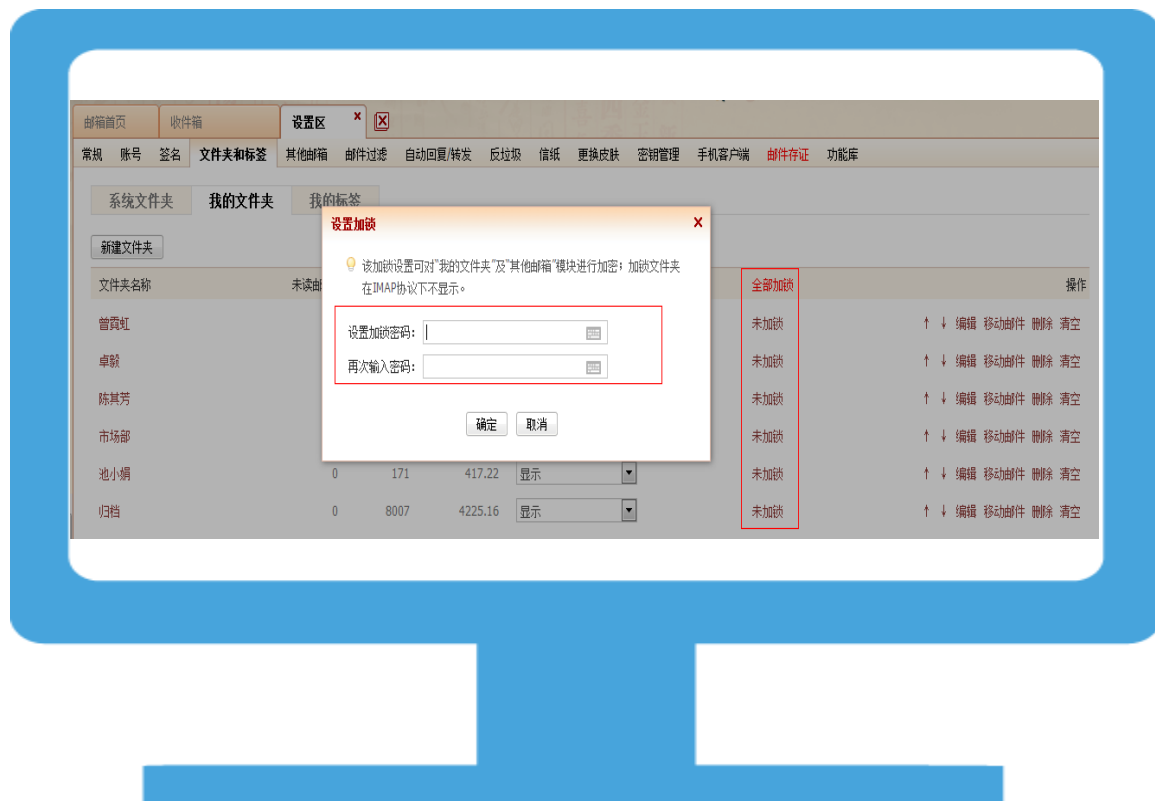 邮箱首页 收件箱 设置区
常规 账号 签名 文件夹和标签 其他邮箱 邮件过滤 自动回复/转发 反垃圾 信纸 更换皮肤 密钥管理 手机客户端 邮件存证 功能库
系统文件夹 我的文件夹 我的标签
设置加锁
新建文件夹
该加锁设置可对"我的文件夹"及"其他邮箱"模块进行加密；加锁文件夹
在IMAP协议下不显示。
文件夹名称 未读邮 全部加锁 操作
曾霞虹 未加锁 ↑ ↓ 编辑 移动邮件 删除 清空
设置加锁密码：
卓毅 未加锁 ↑ ↓ 编辑 移动邮件 删除 清空
再次输入密码：
陈其芳 未加锁 ↑ ↓ 编辑 移动邮件 删除 清空
确定 取消
市场部 未加锁 ↑ ↓ 编辑 移动邮件 删除 清空
池小娟 0 171 417.22 显示 未加锁 ↑ ↓ 编辑 移动邮件 删除 清空
归档 0 8007 4225.16 显示 未加锁 ↑ ↓ 编辑 移动邮件 删除 清空